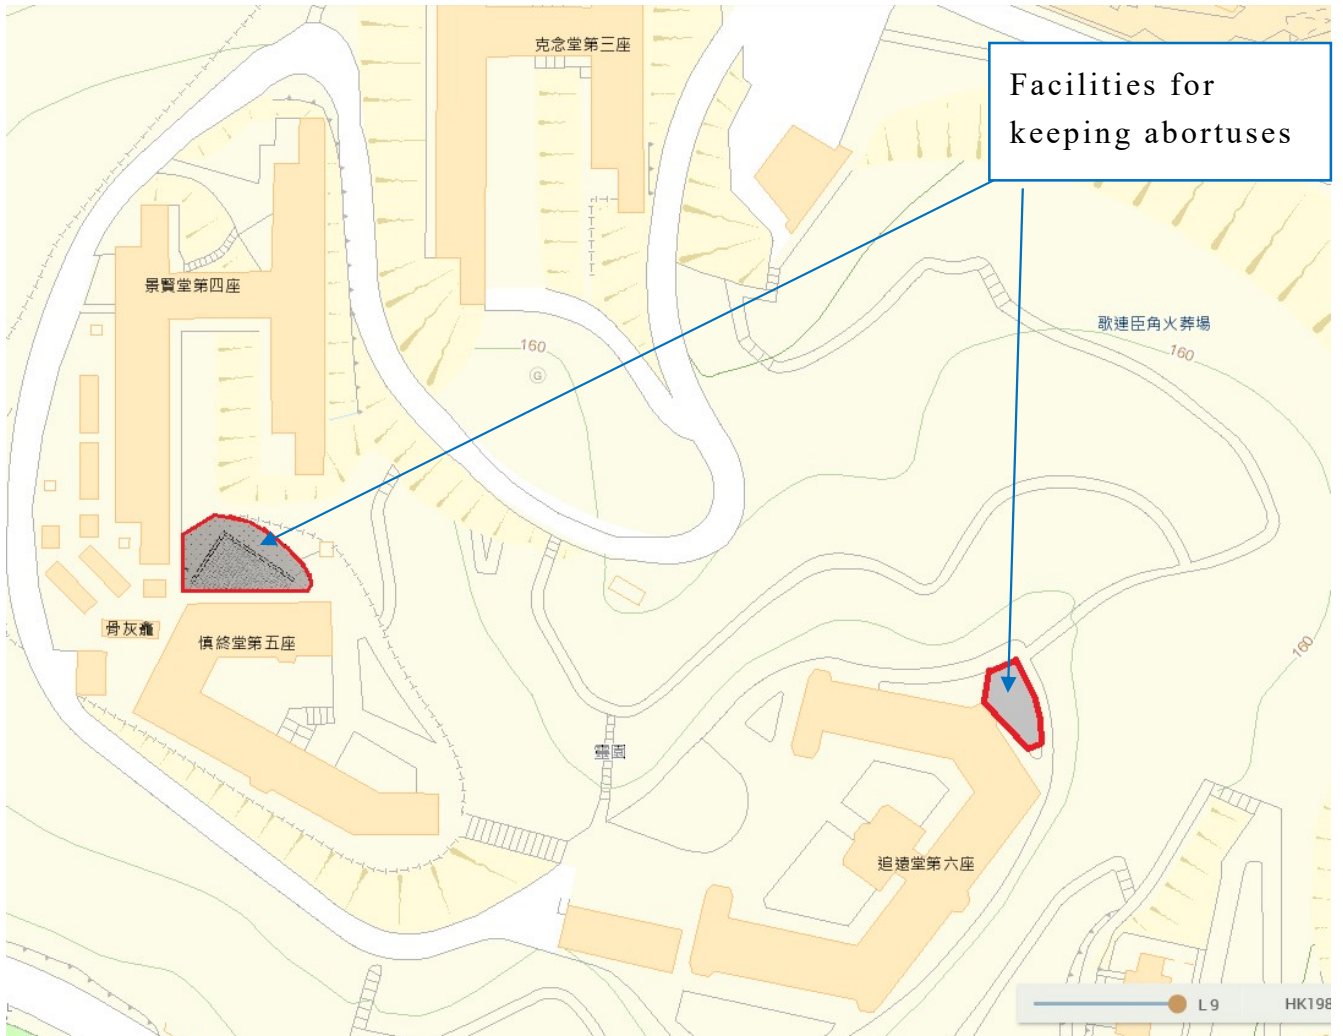 克念堂第三座
Facilities for
keeping abortuses
景賢堂第四座
歌連臣角火葬場
160
160
G
骨灰龕
慎終堂第五座
160
靈園
追遠堂第六座
L9
HK198